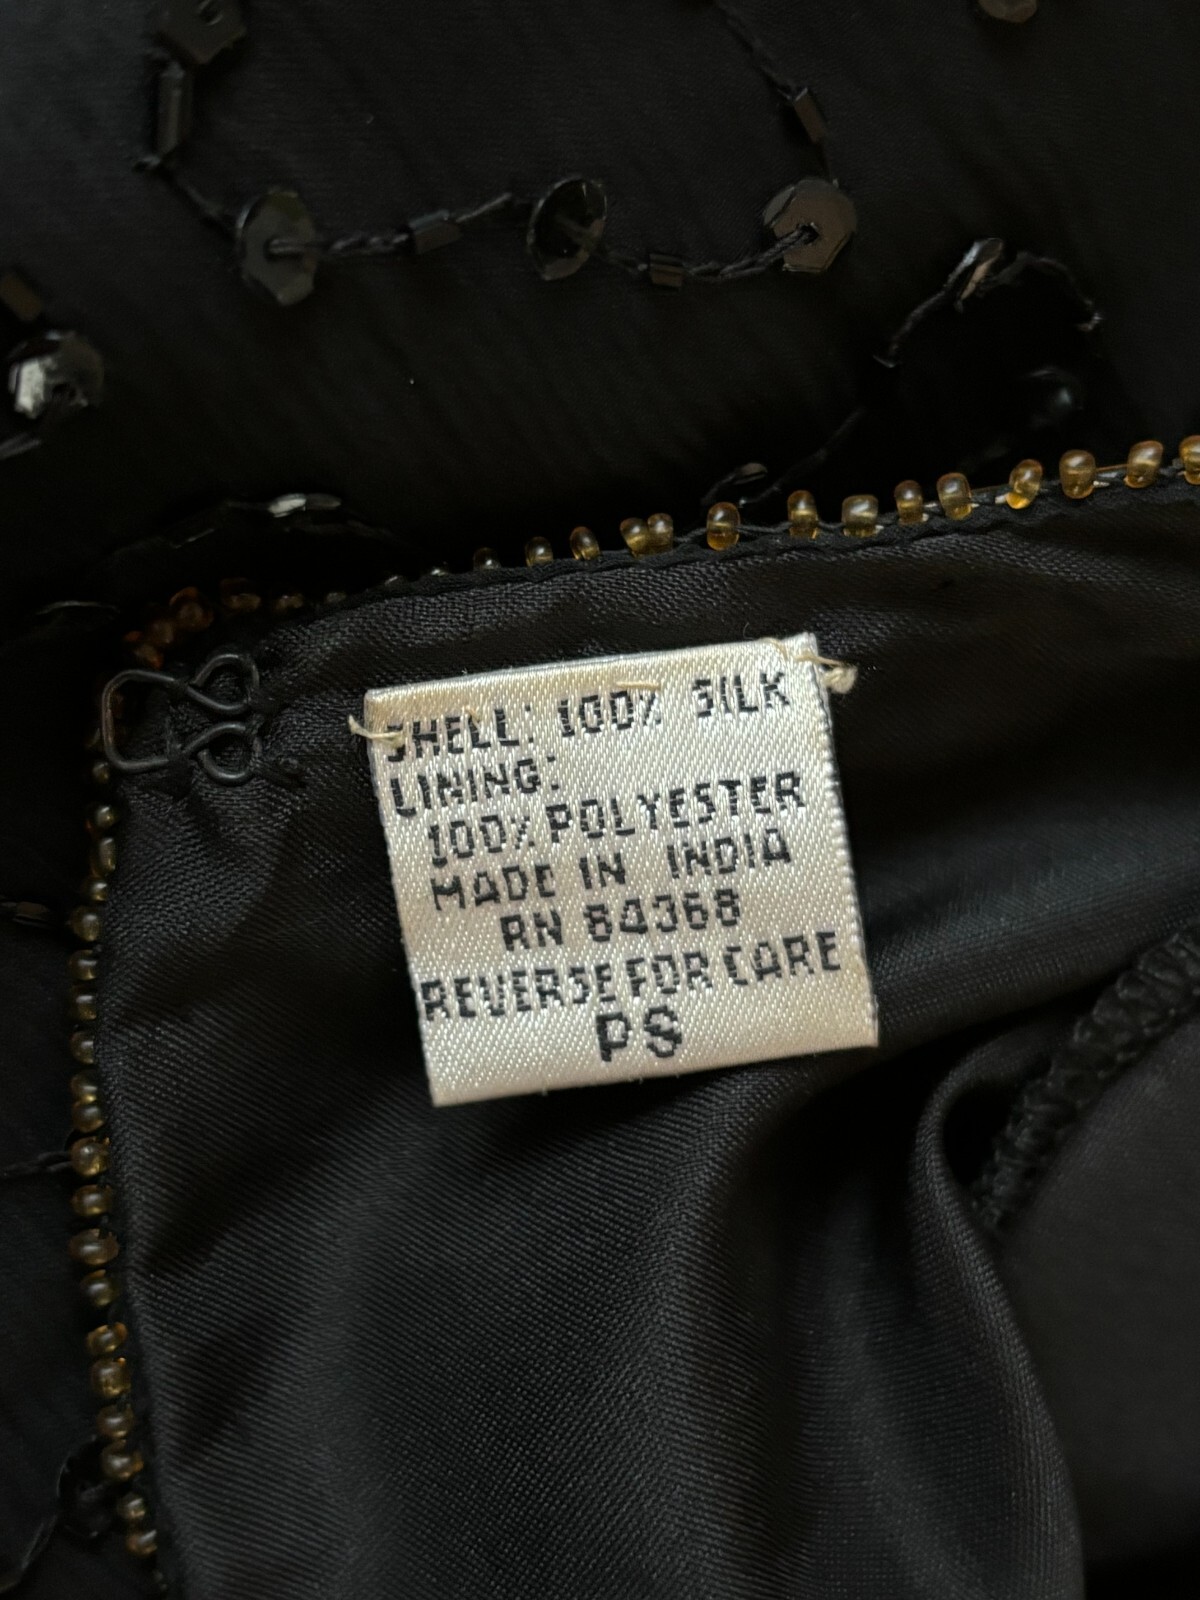 SHELL: 100% SILK
LINING:
100% POLYESTER
MADE IN INDIA
RN 84368
REVERSE FOR CARE
PS